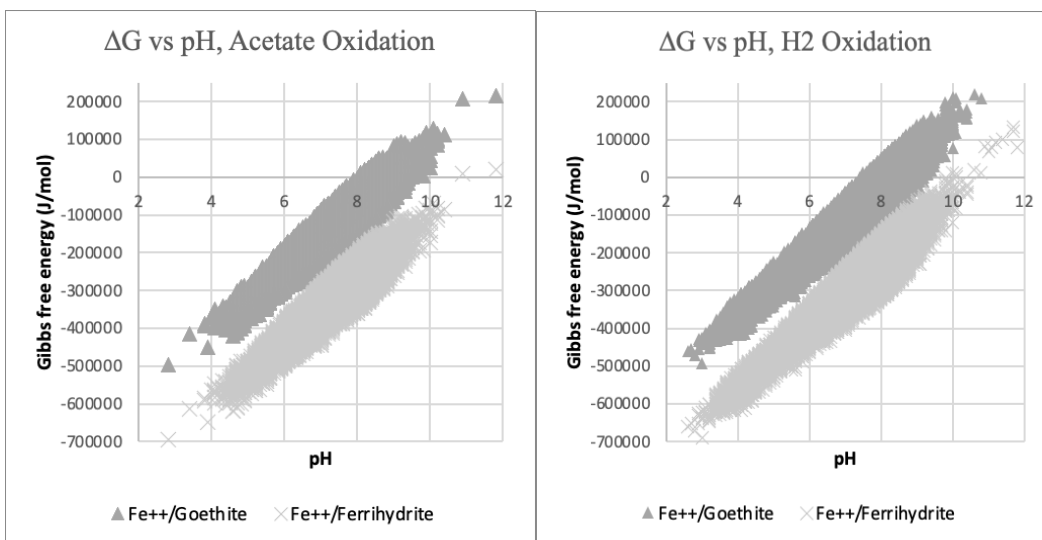 ΔG vs pH, Acetate Oxidation
200000
100000
0
-100000
-200000
-300000
-400000
-500000
-600000
-700000
2 4 6 8 10 12
Gibbs free energy (J/mol)
pH
Fe++/Goethite Fe++/Ferrihydrite
ΔG vs pH, H2 Oxidation
200000
100000
0
-100000
-200000
-300000
-400000
-500000
-600000
-700000
2 4 6 8 10 12
Gibbs free energy (J/mol)
pH
Fe++/Goethite Fe++/Ferrihydrite